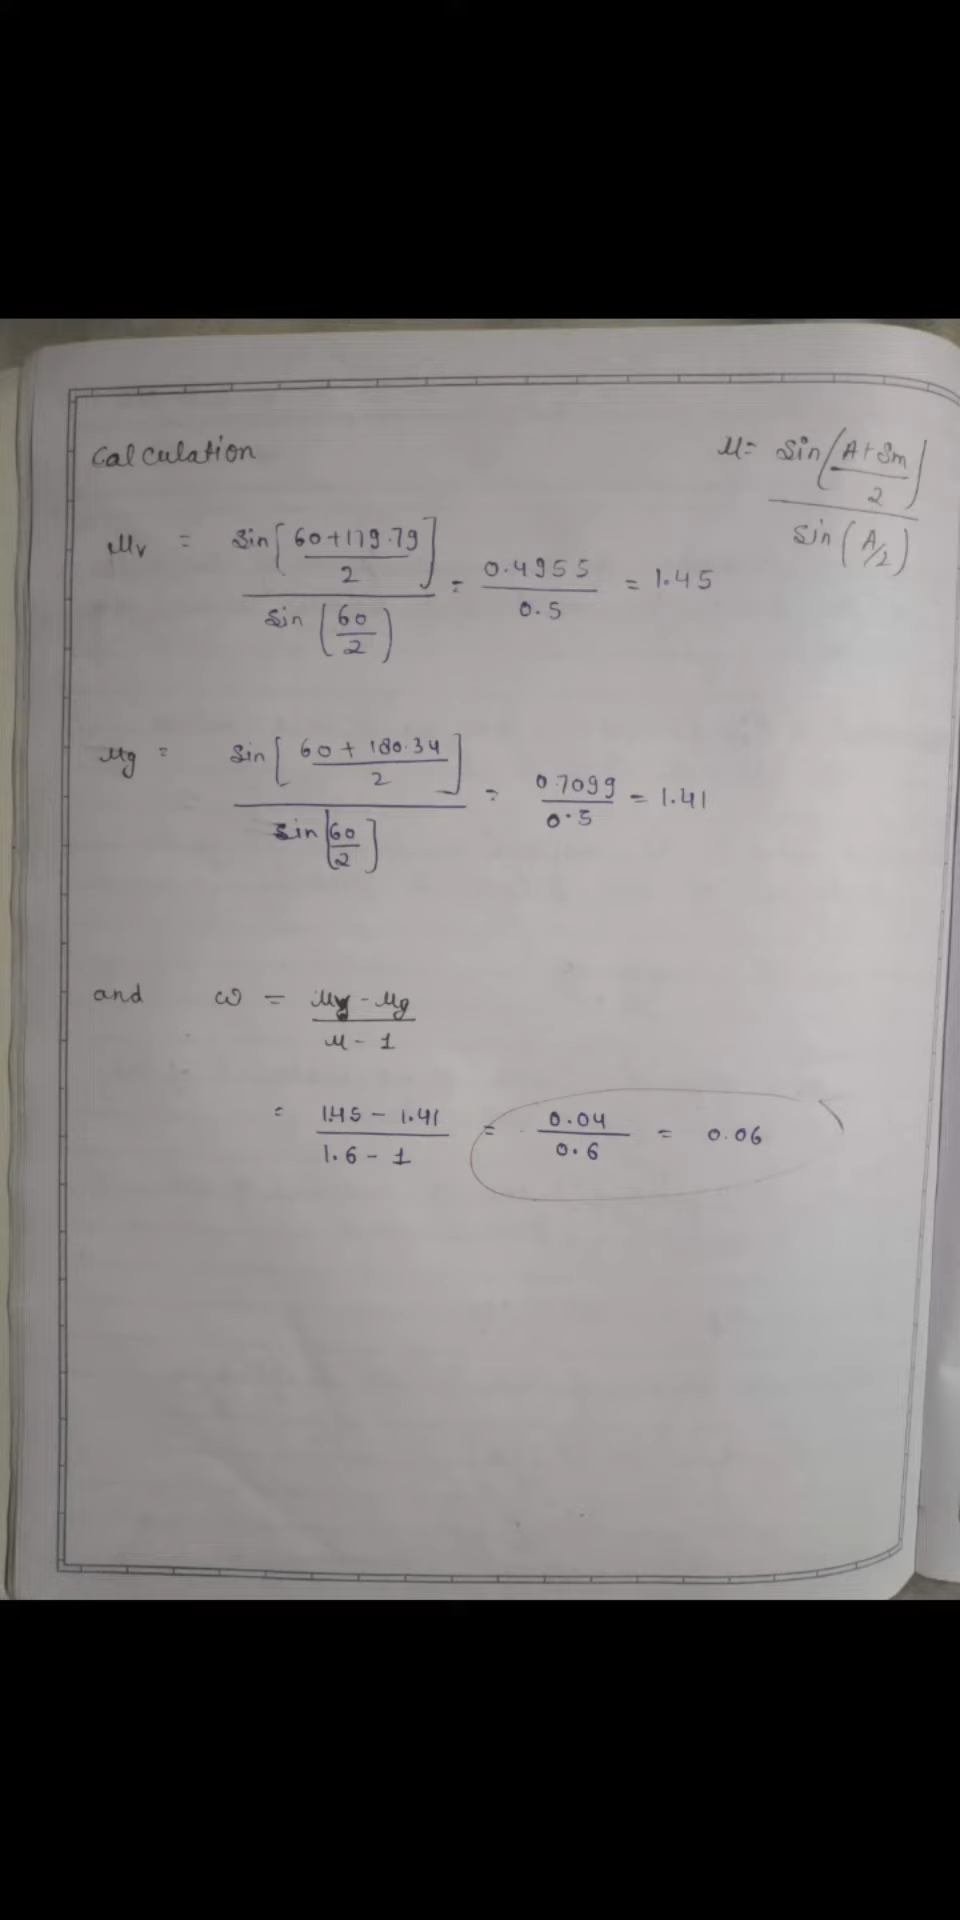 Calculation
μ = sin(A+δm/2) / sin(A/2)
μv = sin[60+179.79/2] / sin(60/2) = 0.4955/0.5 = 1.45
μg = sin[60+180.34/2] / sin[60/2] = 0.7099/0.5 = 1.41
and ω = μv - μg / μ - 1
= 1.45 - 1.41 / 1.6 - 1 = 0.04/0.6 = 0.06